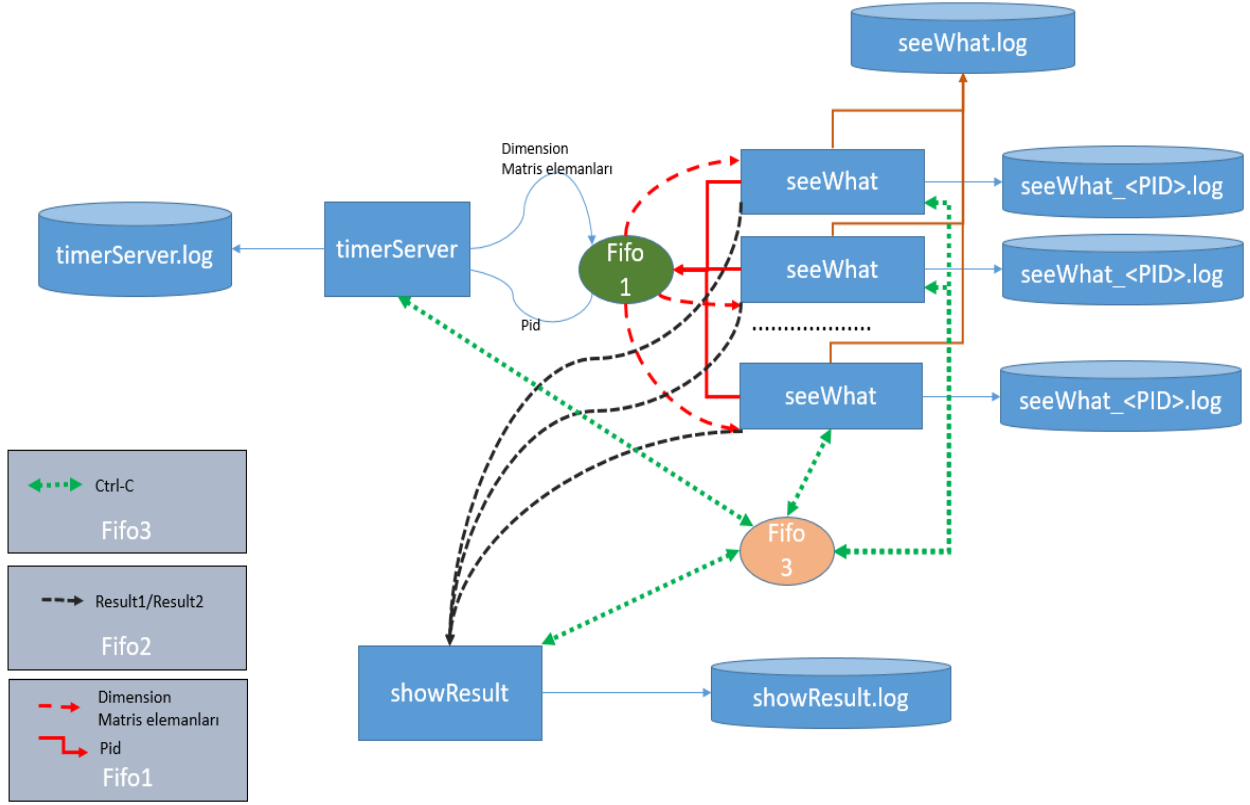 seeWhat.log
Dimension
Matris elemanları
seeWhat
seeWhat_<PID>.log
timerServer.log
timerServer
Fifo
1
seeWhat
seeWhat_<PID>.log
Pid
....................
seeWhat
seeWhat_<PID>.log
Ctrl-C
Fifo3
Fifo
3
Result1/Result2
Fifo2
showResult
showResult.log
Dimension
Matris elemanları
Pid
Fifo1